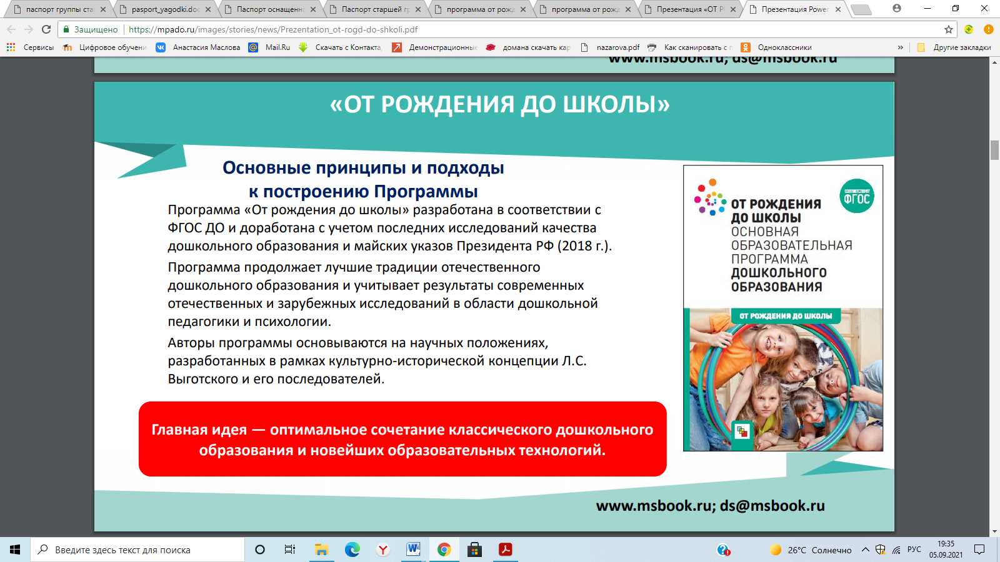 паспорт группы ста
pasport_yagodki.doc
Паспорт оснащенно
Паспорт старшей г
программа от рожд
программа от рожд
Презентация «ОТ Р
Презентация Power
Защищено
https://mpado.ru/images/stories/news/Prezentation_ot-rogd-do-shkoli.pdf
Сервисы
Цифровое обучени
Анастасия Маслова
Mail.Ru
Скачать с Контакта,
Демонстрационные
домана скачать кар
nazarova.pdf
Как сканировать с п
Одноклассники
»
Другие закладки
www.msbook.ru; ds@msbook.ru
«ОТ РОЖДЕНИЯ ДО ШКОЛЫ»
Основные принципы и подходы
к построению Программы
Программа «От рождения до школы» разработана в соответствии с
ФГОС ДО и доработана с учетом последних исследований качества
дошкольного образования и майских указов Президента РФ (2018 г.).
Программа продолжает лучшие традиции отечественного
дошкольного образования и учитывает результаты современных
отечественных и зарубежных исследований в области дошкольной
педагогики и психологии.
Авторы программы основываются на научных положениях,
разработанных в рамках культурно-исторической концепции Л.С.
Выготского и его последователей.
Главная идея — оптимальное сочетание классического дошкольного
образования и новейших образовательных технологий.
СООТВЕТСТВУЕТ
ФГОС
ОТ РОЖДЕНИЯ
ДО ШКОЛЫ
ОСНОВНАЯ
ОБРАЗОВАТЕЛЬНАЯ
ПРОГРАММА
ДОШКОЛЬНОГО
ОБРАЗОВАНИЯ
ОТ РОЖДЕНИЯ ДО ШКОЛЫ
www.msbook.ru; ds@msbook.ru
Введите здесь текст для поиска
26°C Солнечно
РУС
19:35
05.09.2021